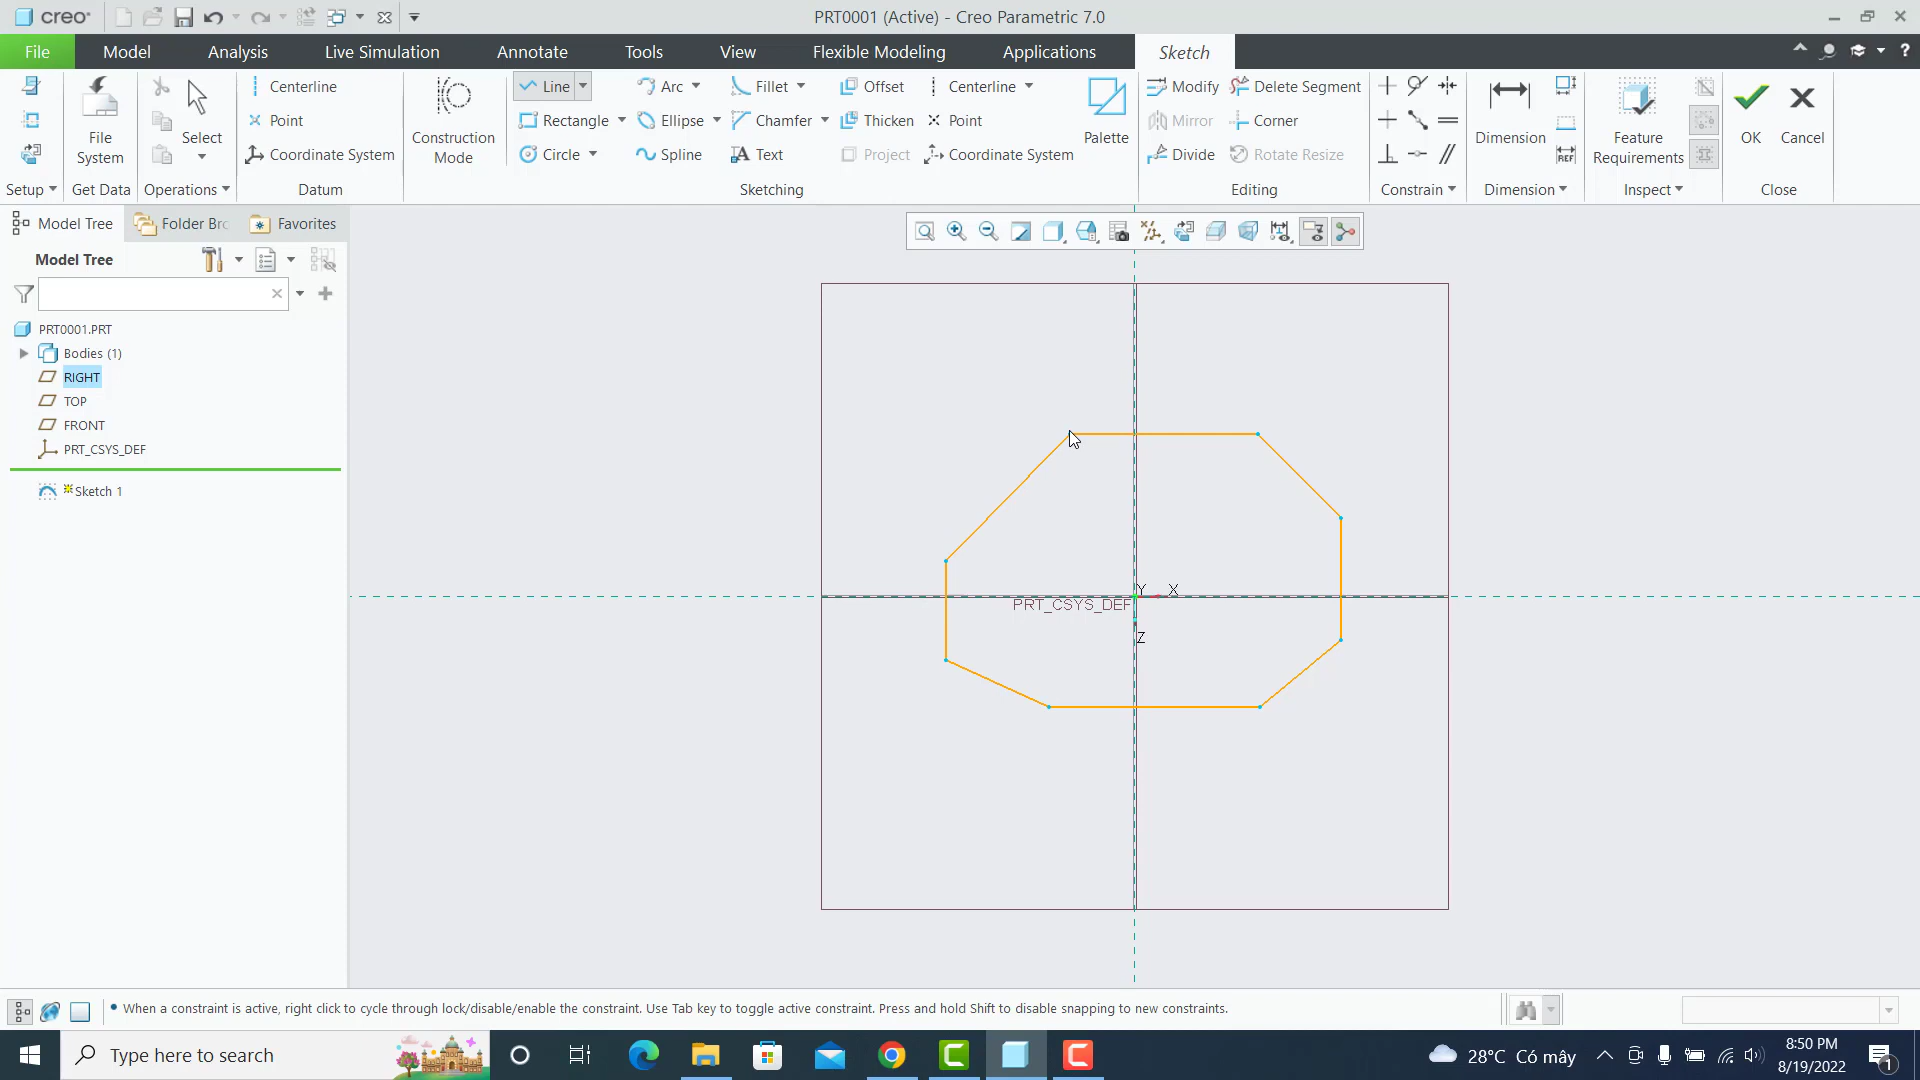 creo
PRT0001 (Active) - Creo Parametric 7.0
File Model Analysis Live Simulation Annotate Tools View Flexible Modeling Applications Sketch
Centerline
Point
Coordinate System
File System
Select
Construction Mode
Line
Rectangle
Circle
Arc
Ellipse
Spline
Fillet
Chamfer
Text
Offset
Thicken
Project
Centerline
Point
Coordinate System
Palette
Modify
Mirror
Divide
Delete Segment
Corner
Rotate Resize
Dimension
REF
Feature Requirements
OK
Cancel
Setup Get Data Operations Datum Sketching Editing Constrain Dimension Inspect Close
Model Tree Folder Br Favorites
Model Tree
PRT0001.PRT
Bodies (1)
RIGHT
TOP
FRONT
PRT_CSYS_DEF
Sketch 1
Y X
PRT_CSYS_DEF
Z
When a constraint is active, right click to cycle through lock/disable/enable the constraint. Use Tab key to toggle active constraint. Press and hold Shift to disable snapping to new constraints.
Type here to search
28°C Có mây
8:50 PM
8/19/2022
1